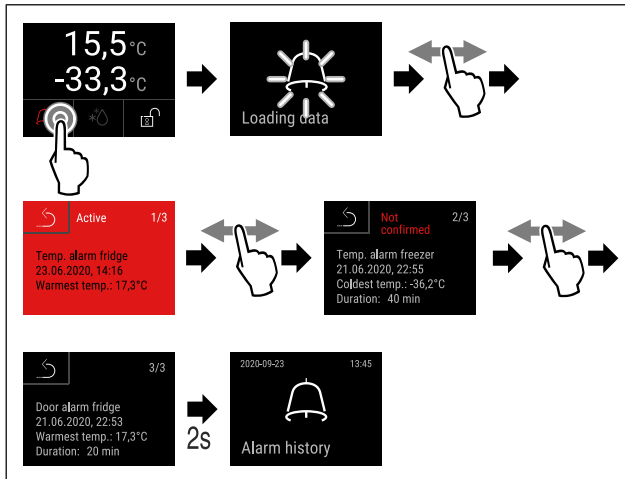 15,5°C
-33,3°C
Loading data
Active 1/3
Temp. alarm fridge
23.06.2020, 14:16
Warmest temp.: 17,3°C
Not 2/3
confirmed
Temp. alarm freezer
21.06.2020, 22:55
Coldest temp.: -36,2°C
Duration: 40 min
3/3
Door alarm fridge
21.06.2020, 22:53
Warmest temp.: 17,3°C
Duration: 20 min
2s
2020-09-23 13:45
Alarm history